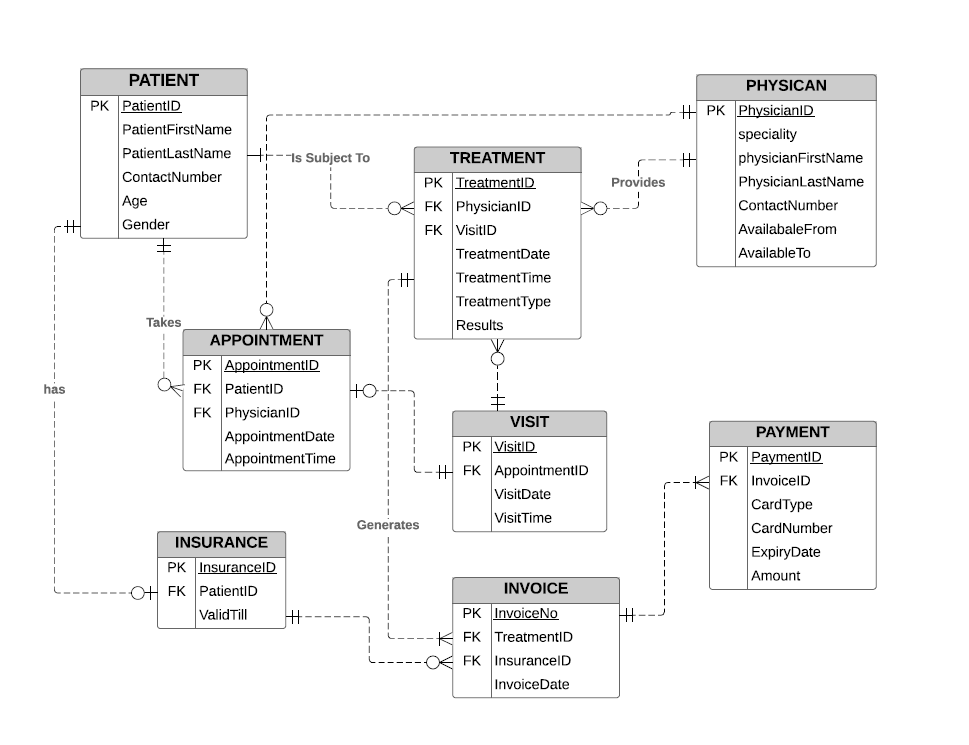 PATIENT
PK PatientID
PatientFirstName
PatientLastName
ContactNumber
Age
Gender
PHYSICAN
PK PhysicianID
speciality
physicianFirstName
PhysicianLastName
ContactNumber
AvailabaleFrom
AvailableTo
Is Subject To
TREATMENT
PK TreatmentID
FK PhysicianID
FK VisitID
TreatmentDate
TreatmentTime
TreatmentType
Results
Provides
Takes
APPOINTMENT
PK AppointmentID
FK PatientID
FK PhysicianID
AppointmentDate
AppointmentTime
has
VISIT
PK VisitID
FK AppointmentID
VisitDate
VisitTime
PAYMENT
PK PaymentID
FK InvoiceID
CardType
CardNumber
ExpiryDate
Amount
Generates
INSURANCE
PK InsuranceID
FK PatientID
ValidTill
INVOICE
PK InvoiceNo
FK TreatmentID
FK InsuranceID
InvoiceDate